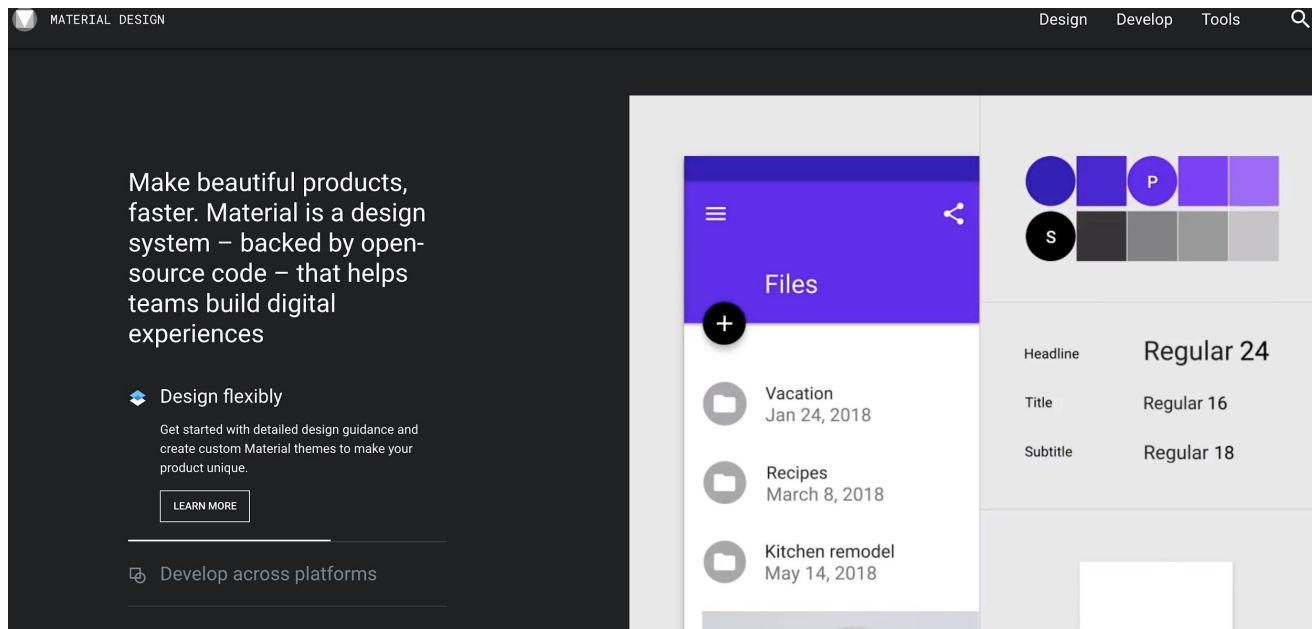 MATERIAL DESIGN
Design
Develop
Tools
Make beautiful products,
faster. Material is a design
system – backed by open-
source code – that helps
teams build digital
experiences
Design flexibly
Get started with detailed design guidance and
create custom Material themes to make your
product unique.
LEARN MORE
Develop across platforms
Files
Vacation
Jan 24, 2018
Recipes
March 8, 2018
Kitchen remodel
May 14, 2018
P
S
Headline Regular 24
Title Regular 16
Subtitle Regular 18